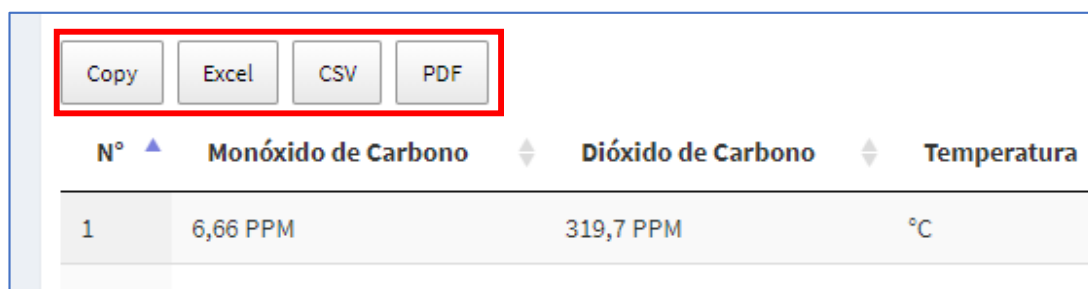 Copy Excel CSV PDF
N° Monóxido de Carbono Dióxido de Carbono Temperatura
1 6,66 PPM 319,7 PPM °C